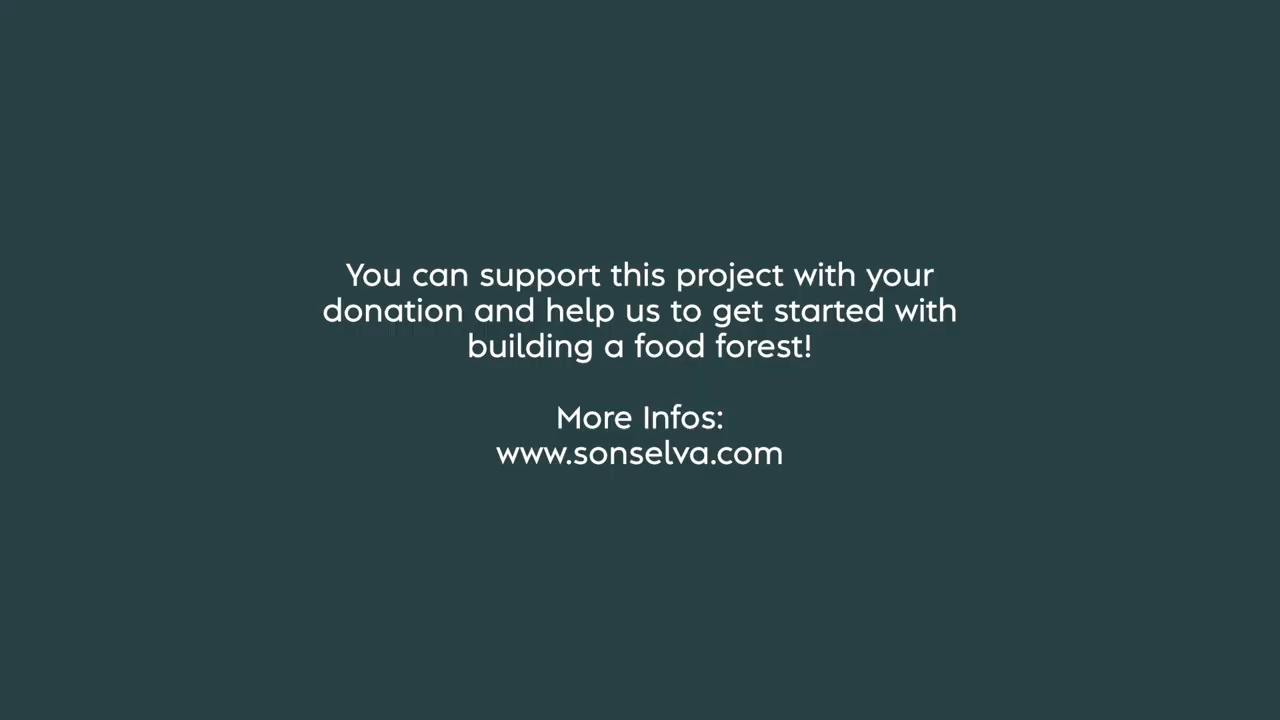 You can support this project with your
donation and help us to get started with
building a food forest!
More Infos:
www.sonselva.com